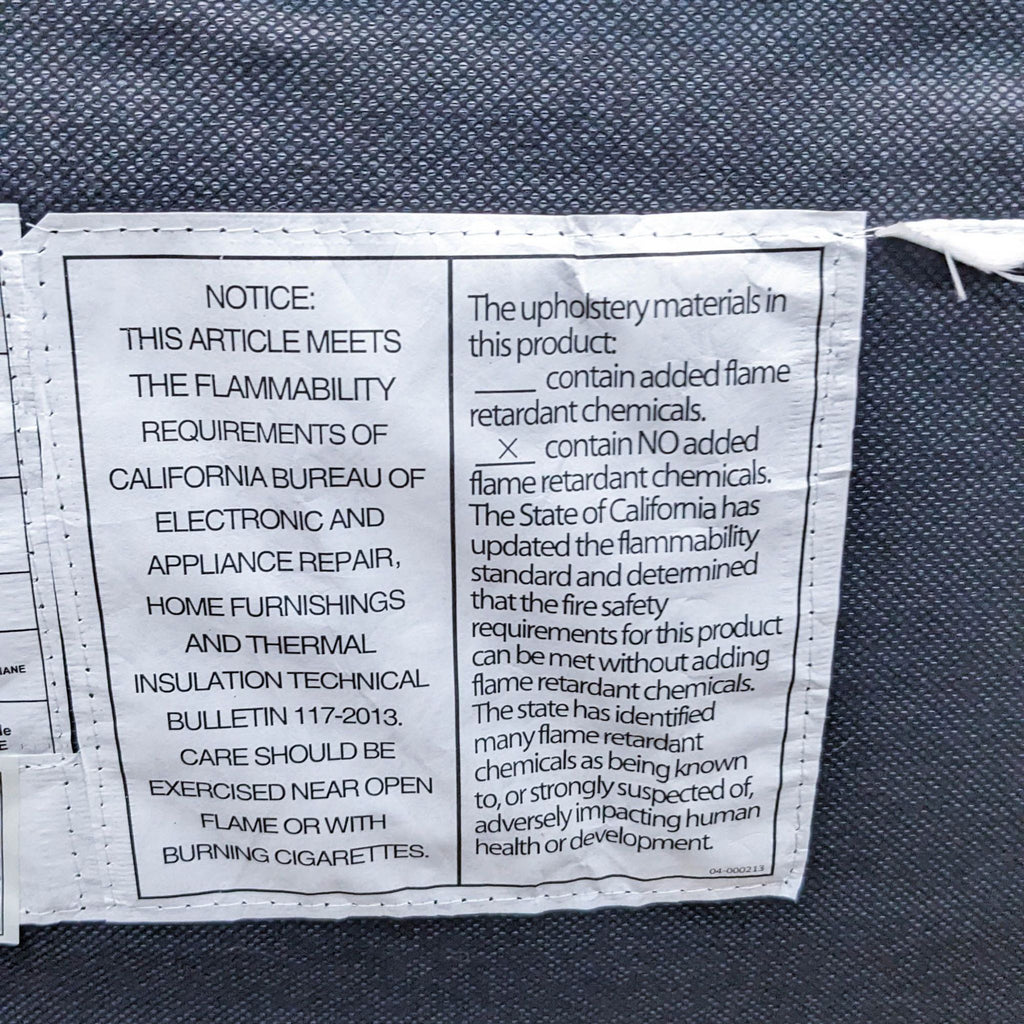 NOTICE:
THIS ARTICLE MEETS
THE FLAMMABILITY
REQUIREMENTS OF
CALIFORNIA BUREAU OF
ELECTRONIC AND
APPLIANCE REPAIR,
HOME FURNISHINGS
AND THERMAL
INSULATION TECHNICAL
BULLETIN 117-2013.
CARE SHOULD BE
EXERCISED NEAR OPEN
FLAME OR WITH
BURNING CIGARETTES.
The upholstery materials in
this product:
_____ contain added flame
retardant chemicals.
__X__ contain NO added
flame retardant chemicals.
The State of California has
updated the flammability
standard and determined
that the fire safety
requirements for this product
can be met without adding
flame retardant chemicals.
The state has identified
many flame retardant
chemicals as being known
to, or strongly suspected of,
adversely impacting human
health or development.
04-000213